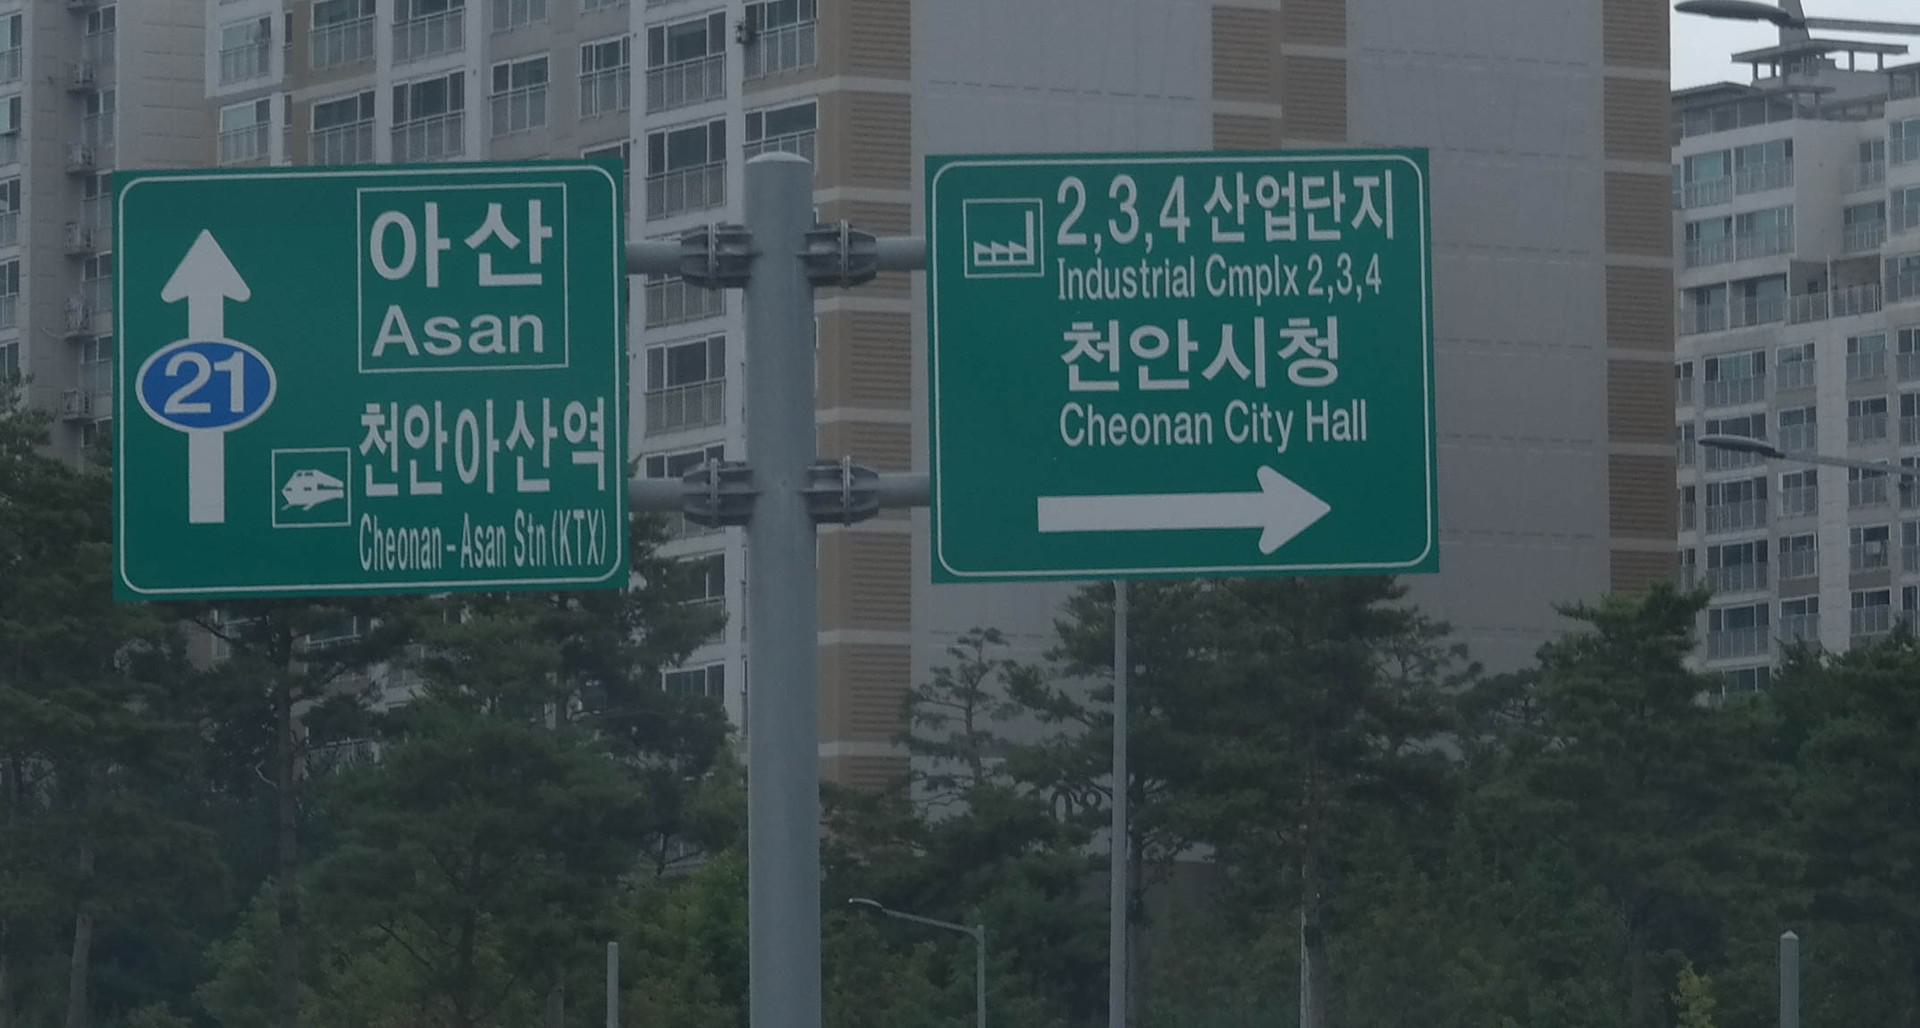 아산
Asan
21
천안아산역
Cheonan-Asan Stn(KTX)
2,3,4 산업단지
Industrial Cmplx 2,3,4
천안시청
Cheonan City Hall